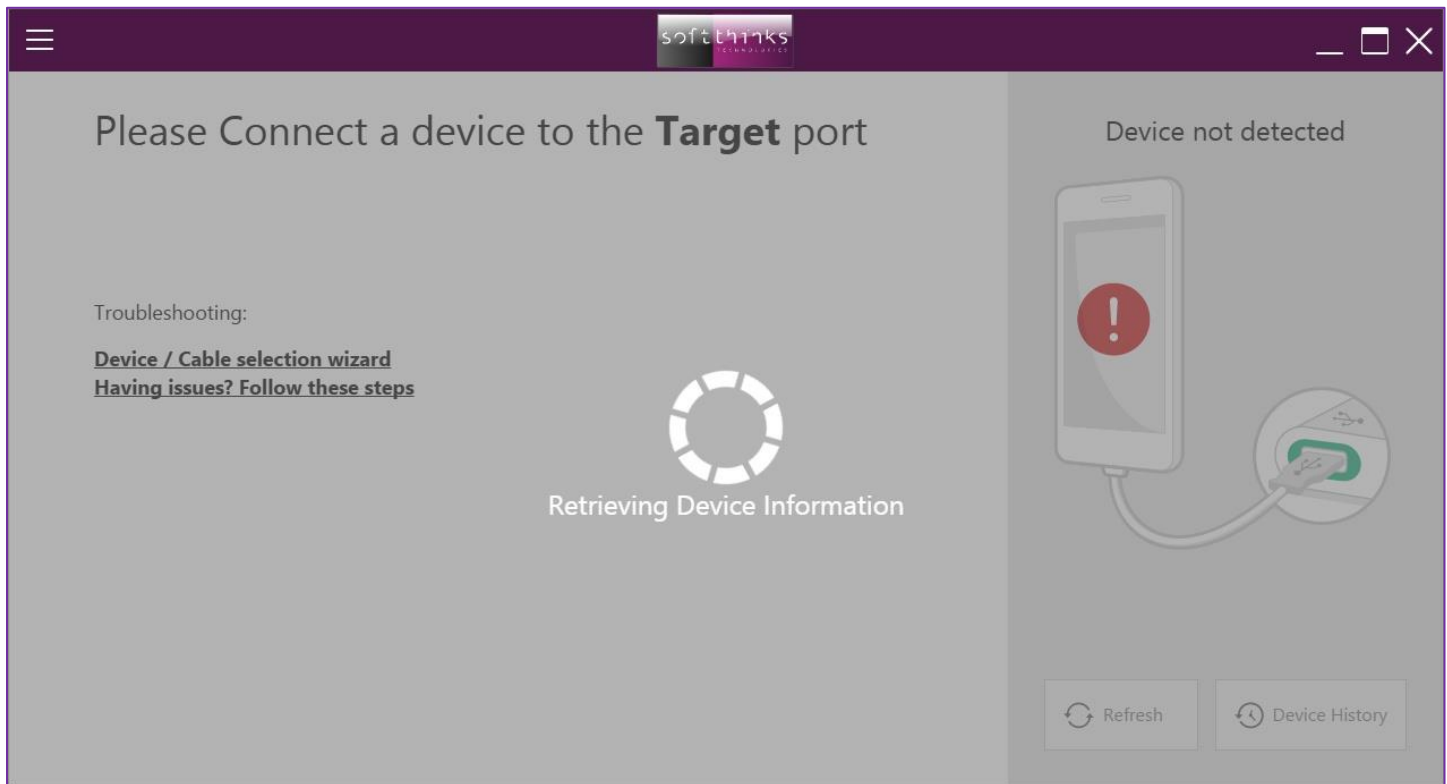 softthinks
TECHNOLOGIES
Please Connect a device to the Target port
Device not detected
Troubleshooting:
Device / Cable selection wizard
Having issues? Follow these steps
Retrieving Device Information
Refresh
Device History